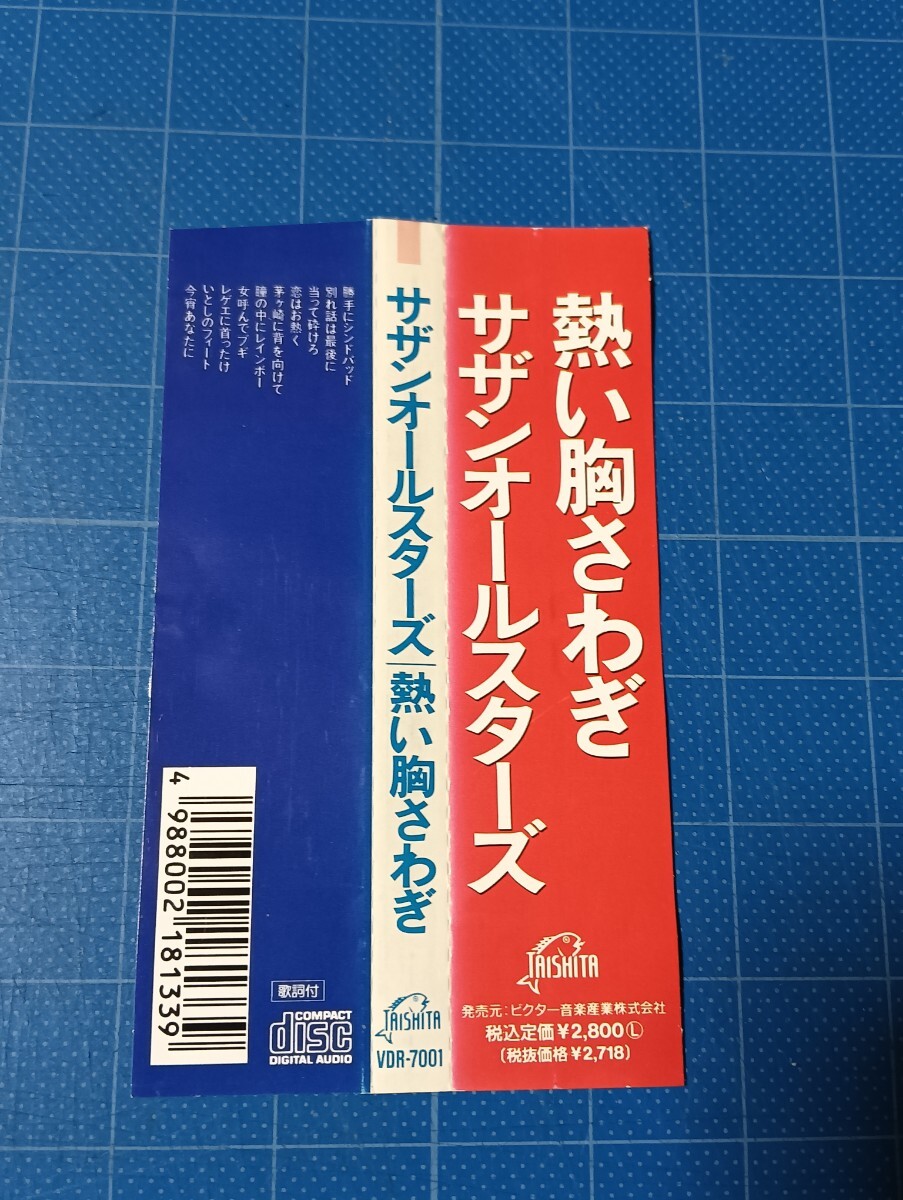 熱い胸さわぎ
サザンオールスターズ
TAISHITA
発売元:ビクター音楽産業株式会社
税込定価¥2,800Ⓛ
(税抜価格¥2,718)
サザンオールスターズ|熱い胸さわぎ
TAISHITA
VDR-7001
勝手にシンドバッド
別れ話は最後に
当って砕けろ
恋はお熱く
茅ヶ崎に背を向けて
瞳の中にレインボー
女呼んでブギ
レゲエに首ったけ
いとしのフィート
今宵あなたに
歌詞付
COMPACT
disc
DIGITAL AUDIO
4 988002 181339